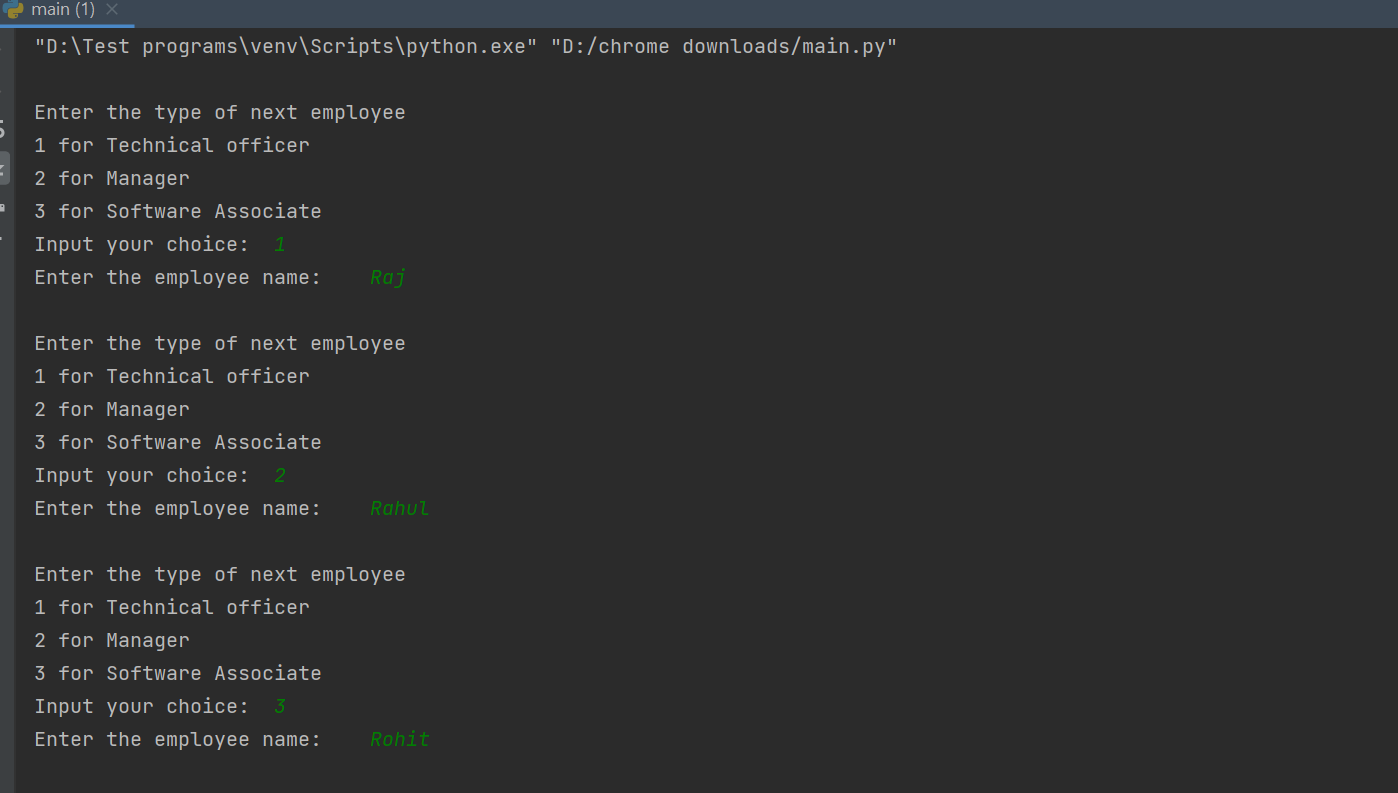 main (1)
"D:\Test programs\venv\Scripts\python.exe" "D:/chrome downloads/main.py"
Enter the type of next employee
1 for Technical officer
2 for Manager
3 for Software Associate
Input your choice:  1
Enter the employee name:    Raj
Enter the type of next employee
1 for Technical officer
2 for Manager
3 for Software Associate
Input your choice:  2
Enter the employee name:    Rahul
Enter the type of next employee
1 for Technical officer
2 for Manager
3 for Software Associate
Input your choice:  3
Enter the employee name:    Rohit